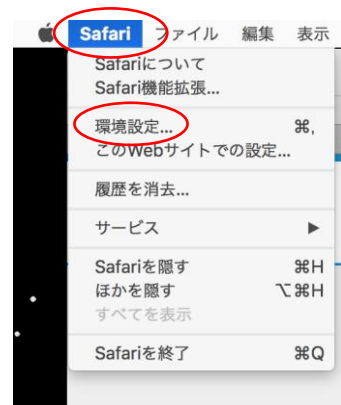 Safari ファイル 編集 表示
Safariについて
Safari機能拡張...
環境設定... ⌘,
このWebサイトでの設定...
履歴を消去...
サービス ▶
Safariを隠す ⌘H
ほかを隠す ⌥⌘H
すべてを表示
Safariを終了 ⌘Q